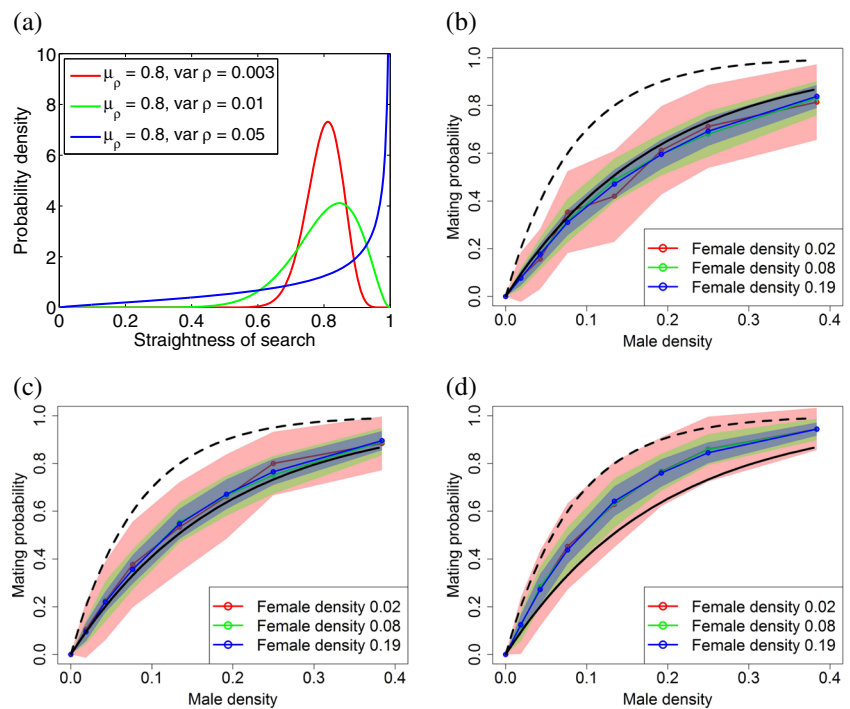 (a)
10
8
6
4
2
0
Probability density
μρ = 0.8, var ρ = 0.003
μρ = 0.8, var ρ = 0.01
μρ = 0.8, var ρ = 0.05
0 0.2 0.4 0.6 0.8 1
Straightness of search
(b)
1.0
0.8
0.6
0.4
0.2
0.0
Mating probability
Female density 0.02
Female density 0.08
Female density 0.19
0.0 0.1 0.2 0.3 0.4
Male density
(c)
1.0
0.8
0.6
0.4
0.2
0.0
Mating probability
Female density 0.02
Female density 0.08
Female density 0.19
0.0 0.1 0.2 0.3 0.4
Male density
(d)
1.0
0.8
0.6
0.4
0.2
0.0
Mating probability
Female density 0.02
Female density 0.08
Female density 0.19
0.0 0.1 0.2 0.3 0.4
Male density